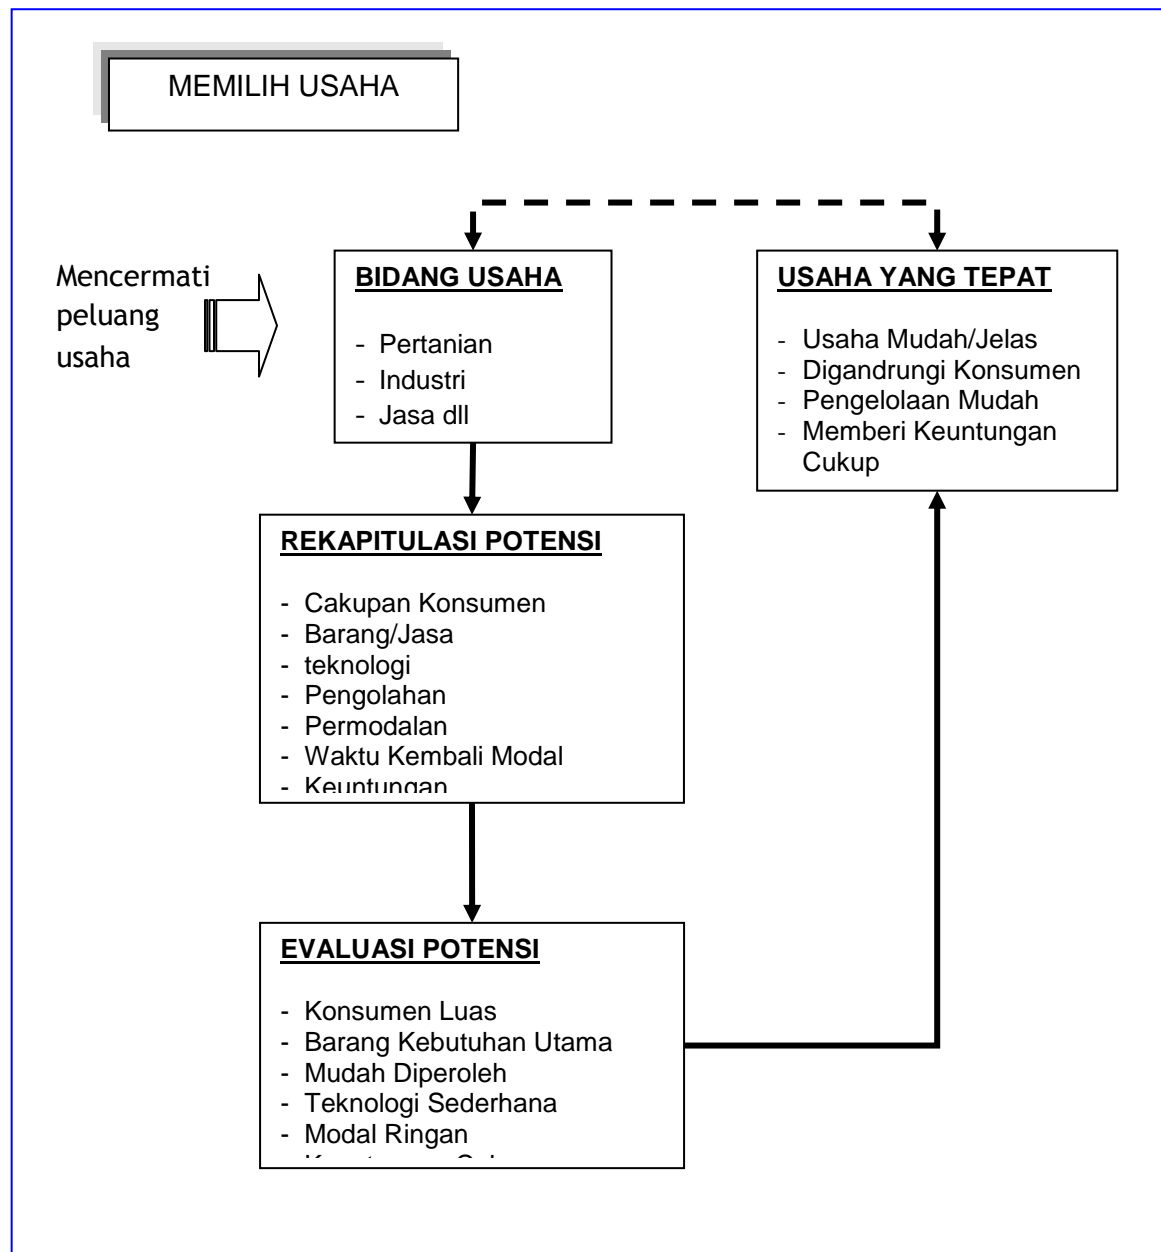 MEMILIH USAHA
Mencermati
peluang
usaha
BIDANG USAHA
- Pertanian
- Industri
- Jasa dll
USAHA YANG TEPAT
- Usaha Mudah/Jelas
- Digandrungi Konsumen
- Pengelolaan Mudah
- Memberi Keuntungan
Cukup
REKAPITULASI POTENSI
- Cakupan Konsumen
- Barang/Jasa
- teknologi
- Pengolahan
- Permodalan
- Waktu Kembali Modal
- Keuntungan
EVALUASI POTENSI
- Konsumen Luas
- Barang Kebutuhan Utama
- Mudah Diperoleh
- Teknologi Sederhana
- Modal Ringan